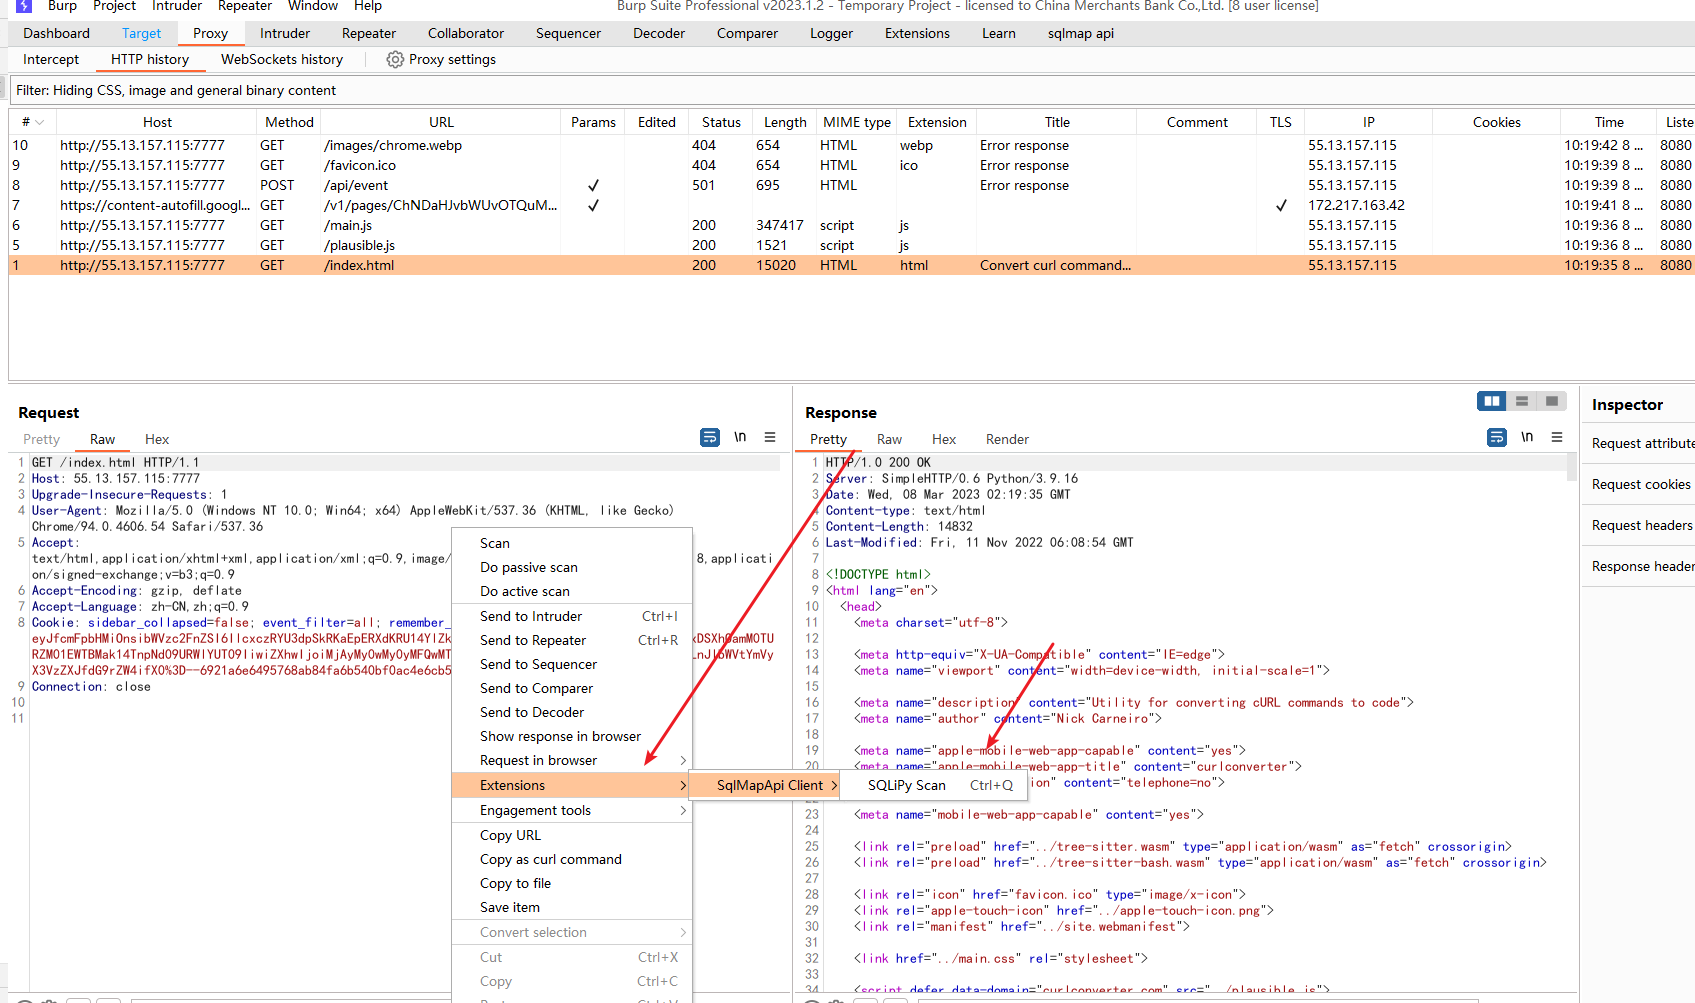 Burp Project Intruder Repeater Window Help Burp Suite Professional v2023.1.2 - Temporary Project - licensed to China Merchants Bank Co.,Ltd. [8 user license]
Dashboard Target Proxy Intruder Repeater Collaborator Sequencer Decoder Comparer Logger Extensions Learn sqlmap api
Intercept HTTP history WebSockets history Proxy settings
Filter: Hiding CSS, image and general binary content
# Host Method URL Params Edited Status Length MIME type Extension Title Comment TLS IP Cookies Time Liste
10 http://55.13.157.115:7777 GET /images/chrome.webp 404 654 HTML webp Error response 55.13.157.115 10:19:42 8 ... 8080
9 http://55.13.157.115:7777 GET /favicon.ico 404 654 HTML ico Error response 55.13.157.115 10:19:39 8 ... 8080
8 http://55.13.157.115:7777 POST /api/event ✓ 501 695 HTML Error response 55.13.157.115 10:19:39 8 ... 8080
7 https://content-autofill.googl... GET /v1/pages/ChNDaHJvbWUvOTQuM... ✓ ✓ 172.217.163.42 10:19:41 8 ... 8080
6 http://55.13.157.115:7777 GET /main.js 200 347417 script js 55.13.157.115 10:19:36 8 ... 8080
5 http://55.13.157.115:7777 GET /plausible.js 200 1521 script js 55.13.157.115 10:19:36 8 ... 8080
1 http://55.13.157.115:7777 GET /index.html 200 15020 HTML html Convert curl command... 55.13.157.115 10:19:35 8 ... 8080
Request
Pretty Raw Hex \n
1 GET /index.html HTTP/1.1
2 Host: 55.13.157.115:7777
3 Upgrade-Insecure-Requests: 1
4 User-Agent: Mozilla/5.0 (Windows NT 10.0; Win64; x64) AppleWebKit/537.36 (KHTML, like Gecko)
Chrome/94.0.4606.54 Safari/537.36
5 Accept:
text/html,application/xhtml+xml,application/xml;q=0.9,image/ 8,applicati
on/signed-exchange;v=b3;q=0.9
6 Accept-Encoding: gzip, deflate
7 Accept-Language: zh-CN,zh;q=0.9
8 Cookie: sidebar_collapsed=false; event_filter=all; remember_
9 Connection: close
10
11
Scan
Do passive scan
Do active scan
Send to Intruder Ctrl+I
Send to Repeater Ctrl+R
Send to Sequencer
Send to Comparer
Send to Decoder
Show response in browser
Request in browser
Extensions
SqlMapApi Client
SQLiPy Scan Ctrl+Q
Engagement tools
Copy URL
Copy as curl command
Copy to file
Save item
Convert selection
Cut Ctrl+X
Copy Ctrl+C
Response
Pretty Raw Hex Render \n
1 HTTP/1.0 200 OK
2 Server: SimpleHTTP/0.6 Python/3.9.16
3 Date: Wed, 08 Mar 2023 02:19:35 GMT
4 Content-type: text/html
5 Content-Length: 14832
6 Last-Modified: Fri, 11 Nov 2022 06:08:54 GMT
7
8 <!DOCTYPE html>
9 <html lang="en">
10 <head>
11 <meta charset="utf-8">
12
13 <meta http-equiv="X-UA-Compatible" content="IE=edge">
14 <meta name="viewport" content="width=device-width, initial-scale=1">
15
16 <meta name="description" content="Utility for converting cURL commands to code">
17 <meta name="author" content="Nick Carneiro">
18
19 <meta name="apple-mobile-web-app-capable" content="yes">
20 <meta name="apple-mobile-web-app-title" content="curlconverter">
ion" content="telephone=no">
22
23 <meta name="mobile-web-app-capable" content="yes">
24
25 <link rel="preload" href="../tree-sitter.wasm" type="application/wasm" as="fetch" crossorigin>
26 <link rel="preload" href="../tree-sitter-bash.wasm" type="application/wasm" as="fetch" crossorigin>
27
28 <link rel="icon" href="favicon.ico" type="image/x-icon">
29 <link rel="apple-touch-icon" href="../apple-touch-icon.png">
30 <link rel="manifest" href="../site.webmanifest">
31
32 <link href="../main.css" rel="stylesheet">
33
34 <script defer data-domain="curlconverter.com" src="../plausible.js">
Inspector
Request attribute
Request cookies
Request headers
Response header